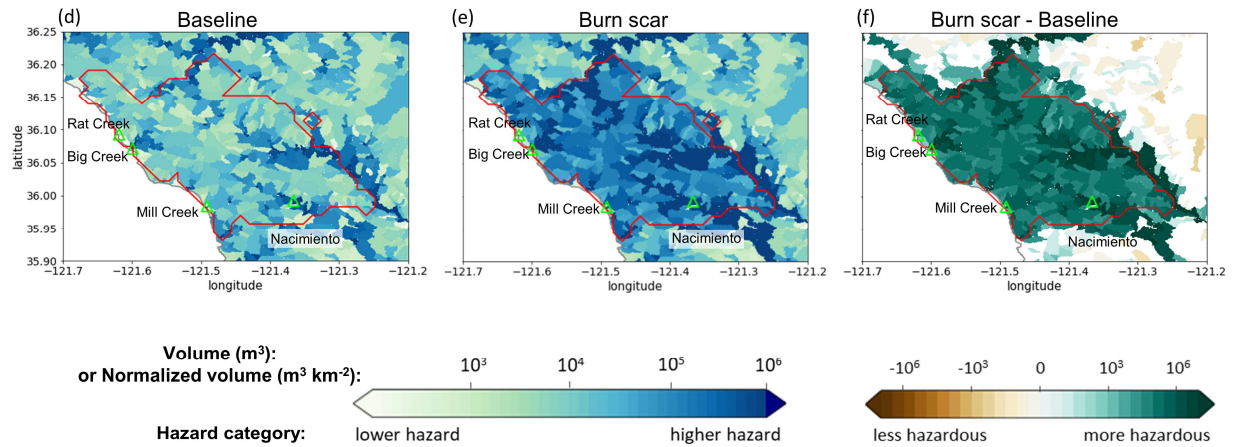 (d) Baseline
(e) Burn scar
(f) Burn scar - Baseline
36.25
36.20
36.15
36.10
36.05
36.00
35.95
35.90
latitude
Rat Creek
Big Creek
Mill Creek
Nacimiento
−121.7 −121.6 −121.5 −121.4 −121.3 −121.2
longitude
Rat Creek
Big Creek
Mill Creek
Nacimiento
−121.7 −121.6 −121.5 −121.4 −121.3 −121.2
longitude
Rat Creek
Big Creek
Mill Creek
Nacimiento
−121.7 −121.6 −121.5 −121.4 −121.3 −121.2
longitude
Volume (m³):
or Normalized volume (m³ km⁻²):
10³ 10⁴ 10⁵ 10⁶
Hazard category:
lower hazard higher hazard
-10⁶ -10³ 0 10³ 10⁶
less hazardous more hazardous